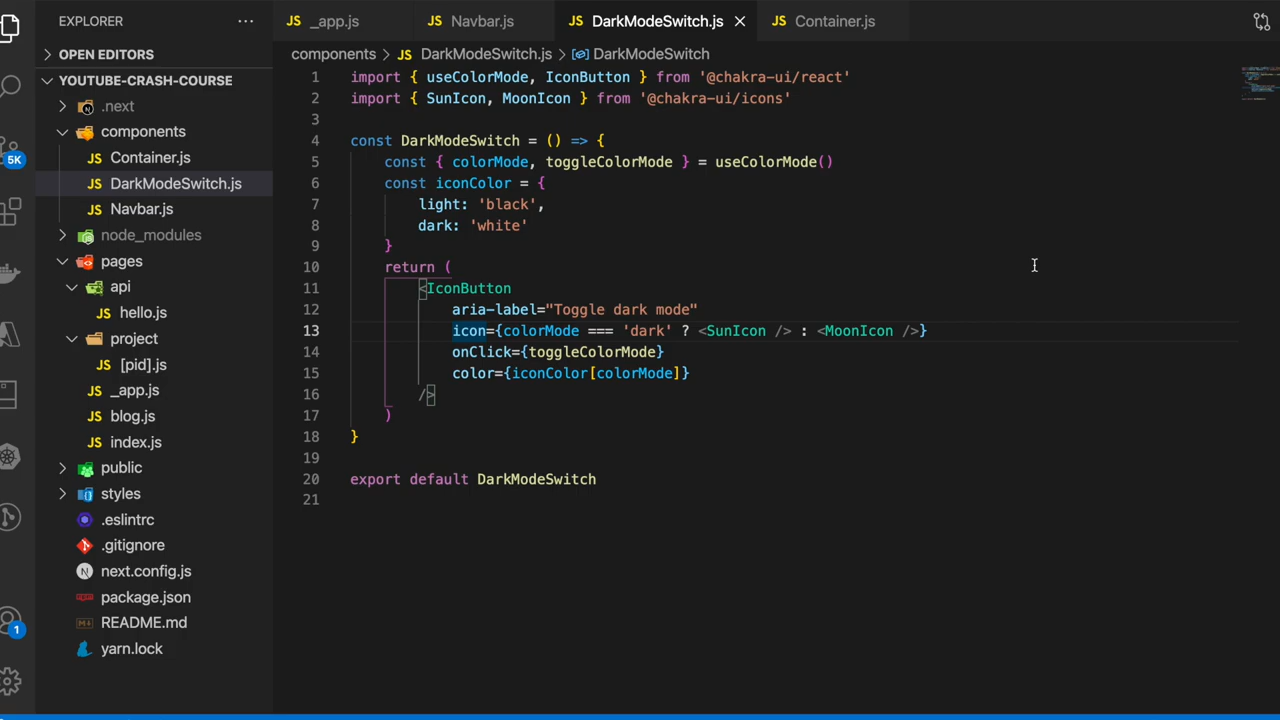 EXPLORER
OPEN EDITORS
YOUTUBE-CRASH-COURSE
.next
components
JS Container.js
JS DarkModeSwitch.js
JS Navbar.js
node_modules
pages
api
JS hello.js
project
JS [pid].js
JS _app.js
JS blog.js
JS index.js
public
styles
.eslintrc
.gitignore
N next.config.js
package.json
README.md
yarn.lock
5K
1
JS _app.js
JS Navbar.js
JS DarkModeSwitch.js
JS Container.js
components > JS DarkModeSwitch.js > DarkModeSwitch
1 import { useColorMode, IconButton } from '@chakra-ui/react'
2 import { SunIcon, MoonIcon } from '@chakra-ui/icons'
3
4 const DarkModeSwitch = () => {
5     const { colorMode, toggleColorMode } = useColorMode()
6     const iconColor = {
7         light: 'black',
8         dark: 'white'
9     }
10     return (
11         <IconButton
12             aria-label="Toggle dark mode"
13             icon={colorMode === 'dark' ? <SunIcon /> : <MoonIcon />}
14             onClick={toggleColorMode}
15             color={iconColor[colorMode]}
16         />
17     )
18 }
19
20 export default DarkModeSwitch
21